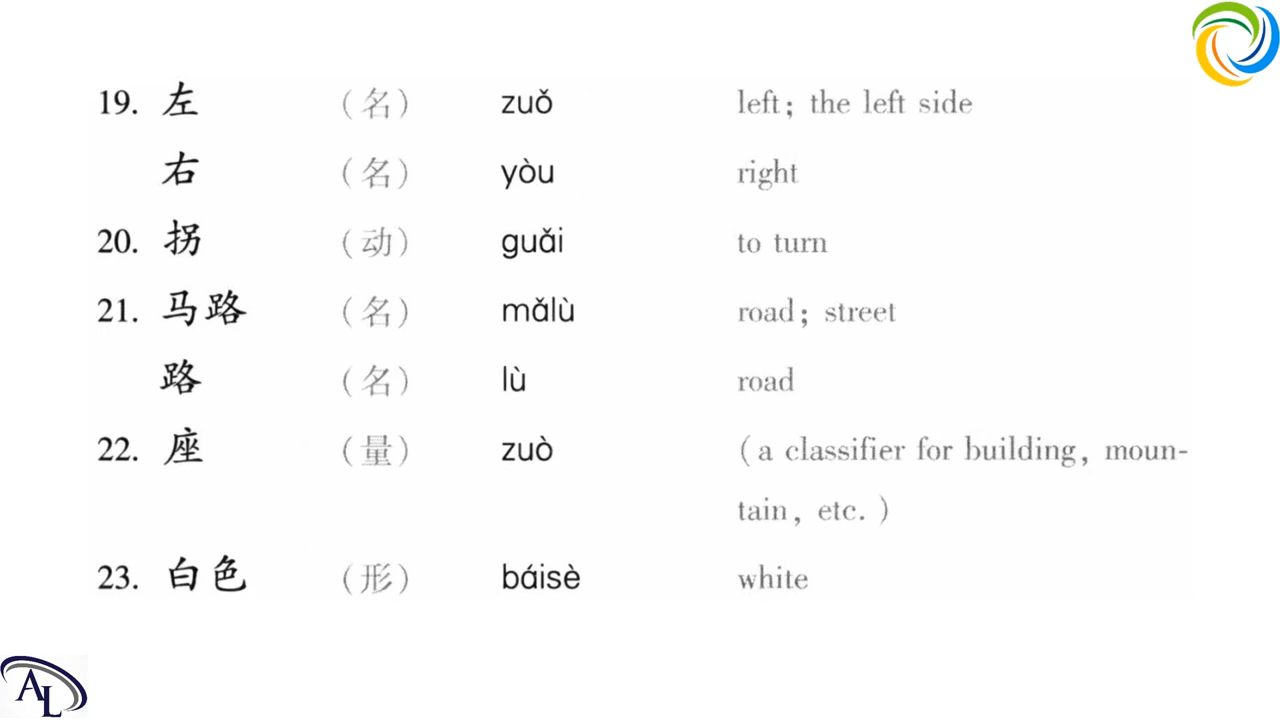 19. 左 （名） zuǒ left; the left side
右 （名） yòu right
20. 拐 （动） guǎi to turn
21. 马路 （名） mǎlù road; street
路 （名） lù road
22. 座 （量） zuò (a classifier for building, moun-
tain, etc.)
23. 白色 （形） báisè white
AL